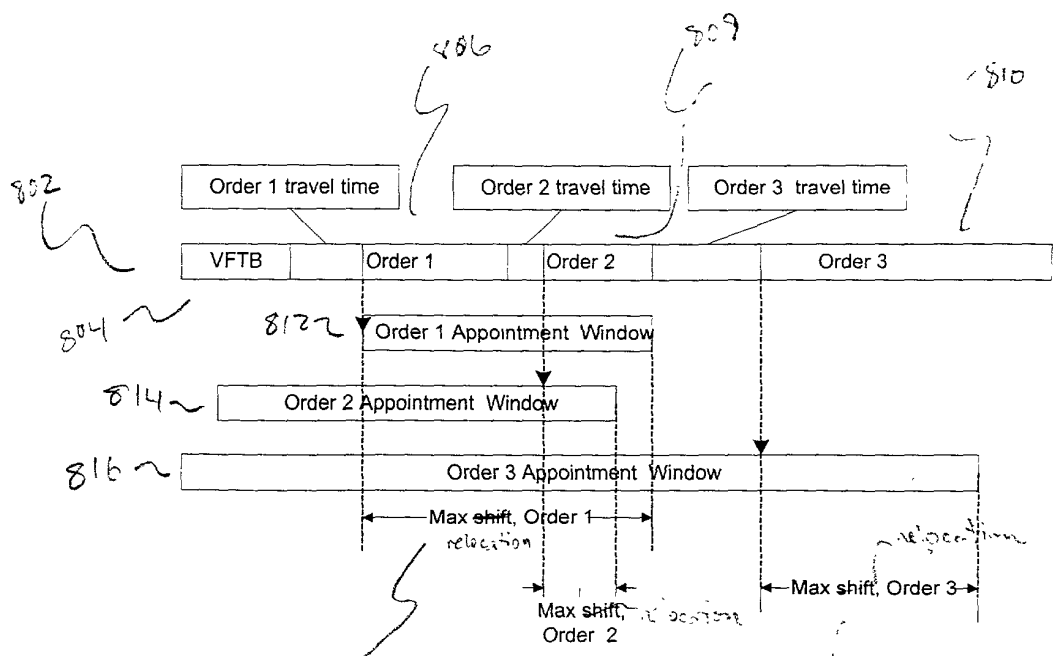 806
809
810
802
Order 1 travel time
Order 2 travel time
Order 3 travel time
VFTB
Order 1
Order 2
Order 3
804
812
Order 1 Appointment Window
814
Order 2 Appointment Window
816
Order 3 Appointment Window
Max shift, Order 1
relocation
relocation
Max shift, Order 3
Max shift,
relocation
Order 2